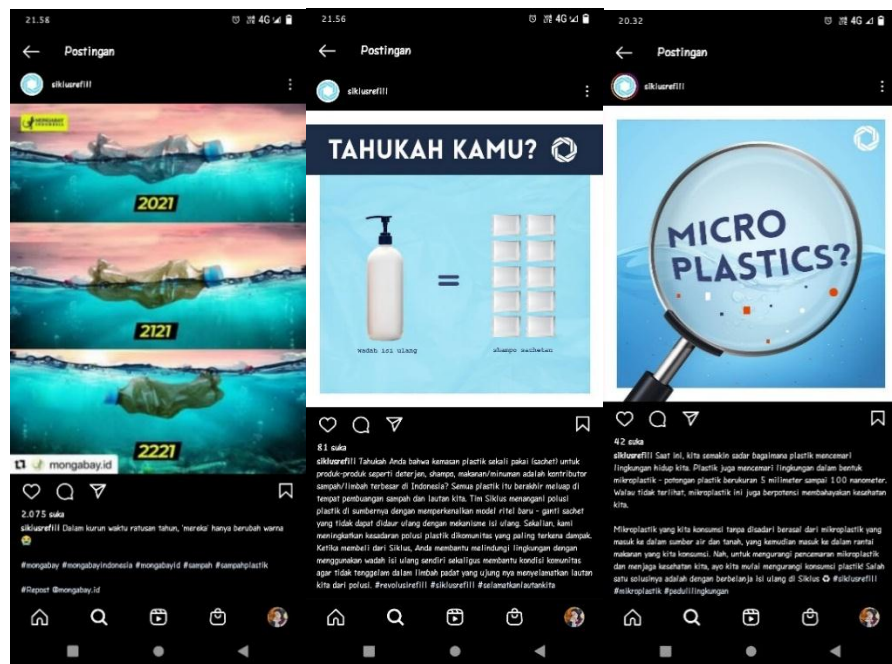 21.58
4G
Postingan
siklusrefill
MONGABAY
INDONESIA
2021
2121
2221
mongabay.id
2.075 suka
siklusrefill Dalam kurun waktu ratusan tahun, 'mereka' hanya berubah warna
😭
#mongabay #mongabayindonesia #mongabayid #sampah #sampahplastik
#Repost @mongabay.id
21.56
4G
Postingan
siklusrefill
TAHUKAH KAMU?
=
wadah isi ulang
shampo sachetan
81 suka
siklusrefill Tahukah Anda bahwa kemasan plastik sekali pakai (sachet) untuk
produk-produk seperti deterjen, shampo, makanan/minuman adalah kontributor
sampah/limbah terbesar di Indonesia? Semua plastik itu berakhir meluap di
tempat pembuangan sampah dan lautan kita. Tim Siklus menangani polusi
plastik di sumbernya dengan memperkenalkan model ritel baru - ganti sachet
yang tidak dapat didaur ulang dengan mekanisme isi ulang. Sekalian, kami
meningkatkan kesadaran polusi plastik dikomunitas yang paling terkena dampak.
Ketika membeli dari Siklus, Anda membantu melindungi lingkungan dengan
menggunakan wadah isi ulang sendiri sekaligus membantu kondisi komunitas
agar tidak tenggelam dalam limbah padat yang ujung nya menyelamatkan lautan
kita dari polusi. #revolusirefill #siklusrefill #selamatkanlautankita
20.32
4G
Postingan
siklusrefill
MICRO
PLASTICS?
42 suka
siklusrefill Saat ini, kita semakin sadar bagaimana plastik mencemari
lingkungan hidup kita. Plastik juga mencemari lingkungan dalam bentuk
mikroplastik - potongan plastik berukuran 5 milimeter sampai 100 nanometer.
Walau tidak terlihat, mikroplastik ini juga berpotensi membahayakan kesehatan
kita.
Mikroplastik yang kita konsumsi tanpa disadari berasal dari mikroplastik yang
masuk ke dalam sumber air dan tanah, yang kemudian masuk ke dalam rantai
makanan yang kita konsumsi. Nah, untuk mengurangi pencemaran mikroplastik
dan menjaga kesehatan kita, ayo kita mulai mengurangi konsumsi plastik! Salah
satu solusinya adalah dengan berbelanja isi ulang di Siklus ♻ #siklusrefill
#mikroplastik #pedulilingkungan